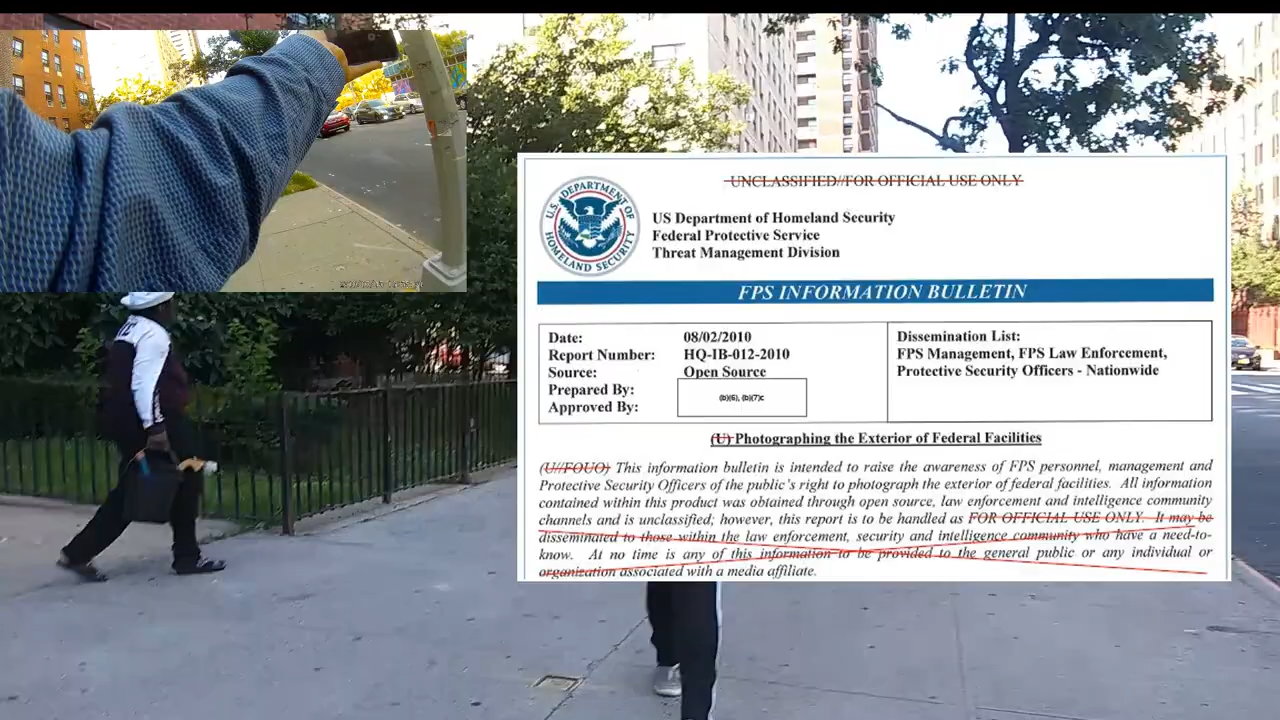 UNCLASSIFIED//FOR OFFICIAL USE ONLY
U.S. DEPARTMENT OF HOMELAND SECURITY
US Department of Homeland Security
Federal Protective Service
Threat Management Division
FPS INFORMATION BULLETIN
Date: 08/02/2010
Report Number: HQ-IB-012-2010
Source: Open Source
Prepared By:
Approved By:
(b)(6), (b)(7)c
Dissemination List:
FPS Management, FPS Law Enforcement,
Protective Security Officers - Nationwide
(U) Photographing the Exterior of Federal Facilities
(U//FOUO) This information bulletin is intended to raise the awareness of FPS personnel, management and
Protective Security Officers of the public's right to photograph the exterior of federal facilities. All information
contained within this product was obtained through open source, law enforcement and intelligence community
channels and is unclassified; however, this report is to be handled as FOR OFFICIAL USE ONLY. It may be
disseminated to those within the law enforcement, security and intelligence community who have a need-to-
know. At no time is any of this information to be provided to the general public or any individual or
organization associated with a media affiliate.